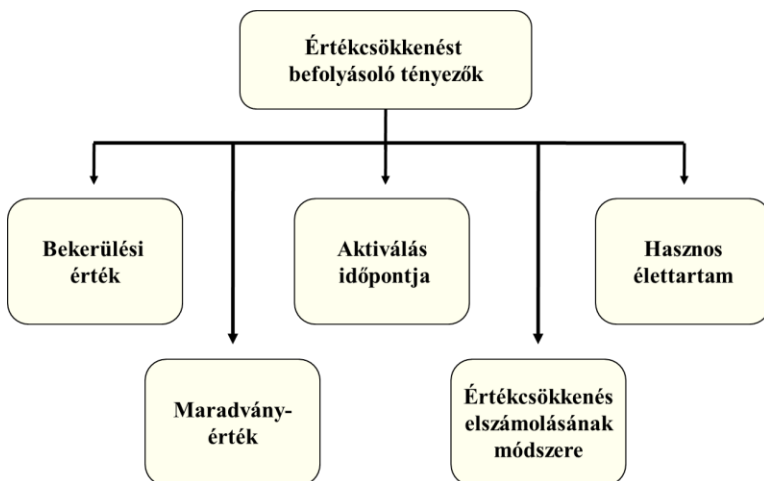 Értékcsökkenést
befolyásoló tényezők
Bekerülési
érték
Aktiválás
időpontja
Hasznos
élettartam
Maradvány-
érték
Értékcsökkenés
elszámolásának
módszere